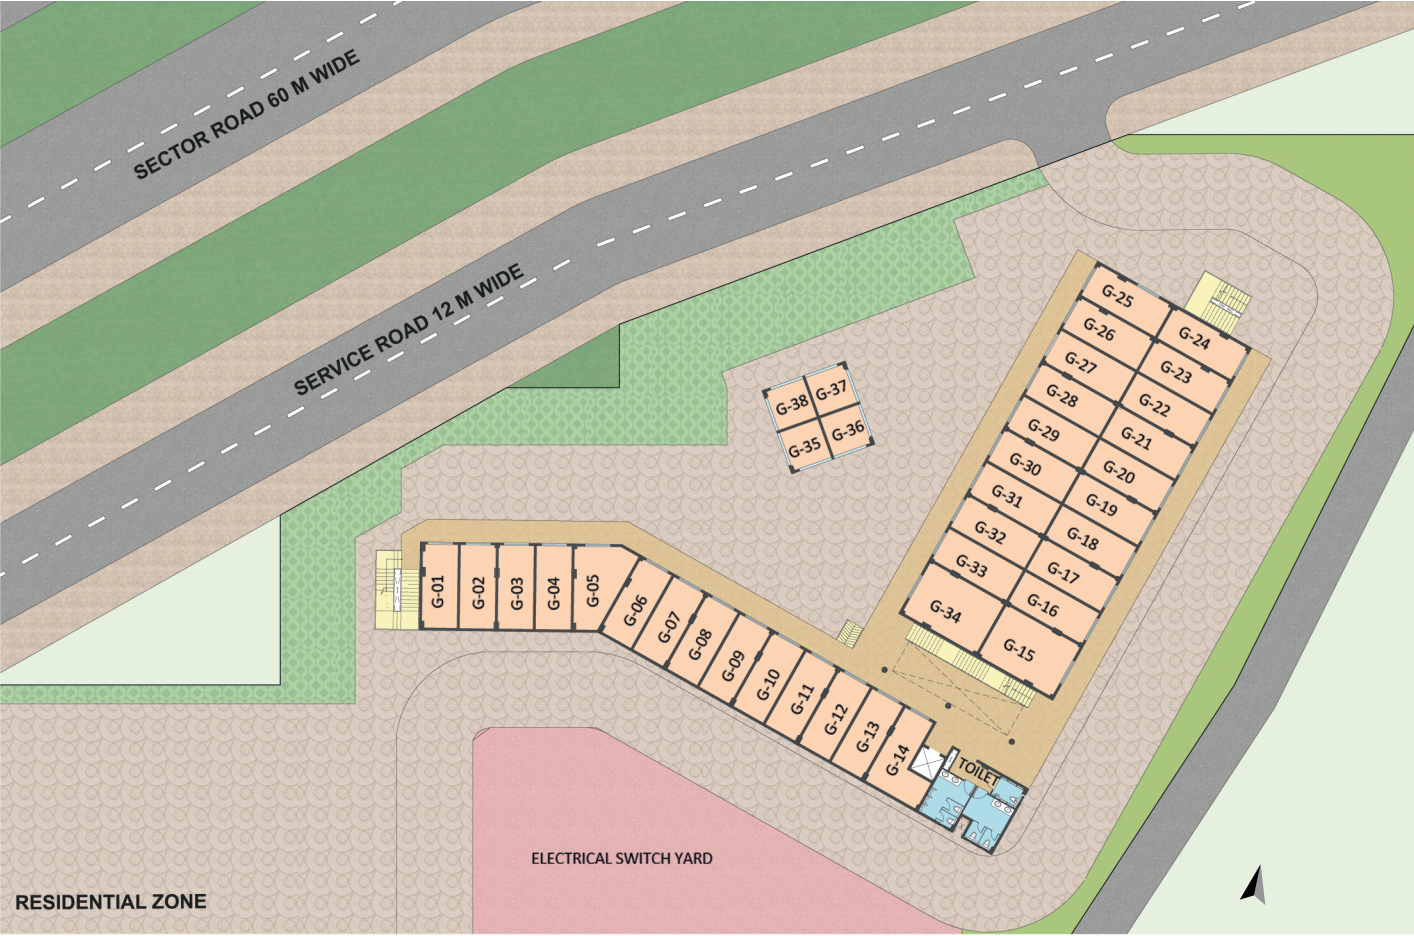 SECTOR ROAD 60 M WIDE
SERVICE ROAD 12 M WIDE
G-25
G-24
G-26
G-23
G-27
G-22
G-28
G-21
G-29
G-20
G-30
G-19
G-31
G-18
G-32
G-17
G-33
G-16
G-34
G-15
G-38
G-37
G-35
G-36
G-01
G-02
G-03
G-04
G-05
G-06
G-07
G-08
G-09
G-10
G-11
G-12
G-13
G-14
TOILET
ELECTRICAL SWITCH YARD
RESIDENTIAL ZONE